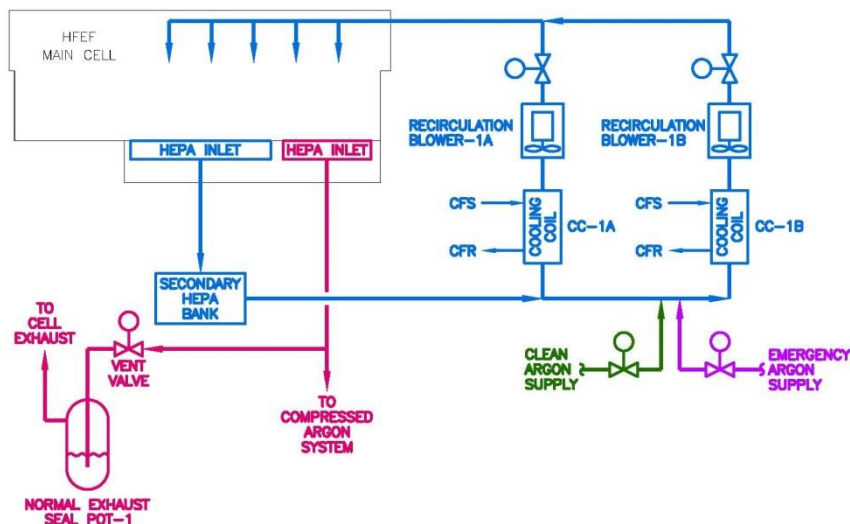 HFEF
MAIN CELL
HEPA INLET
HEPA INLET
RECIRCULATION
BLOWER-1A
RECIRCULATION
BLOWER-1B
CFS
CFR
COOLING
COIL
CC-1A
CFS
CFR
COOLING
COIL
CC-1B
SECONDARY
HEPA
BANK
TO
CELL
EXHAUST
VENT
VALVE
TO
COMPRESSED
ARGON
SYSTEM
CLEAN
ARGON
SUPPLY
EMERGENCY
ARGON
SUPPLY
NORMAL EXHAUST
SEAL POT-1